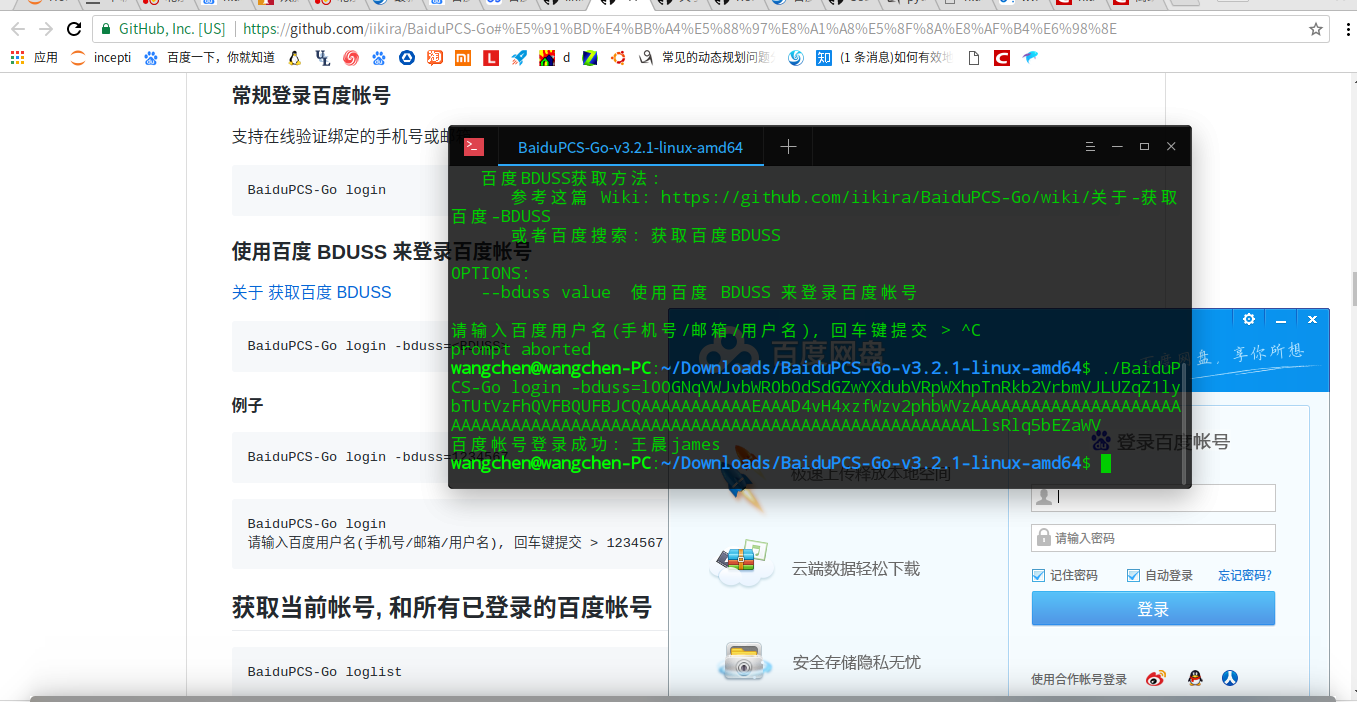 GitHub, Inc. [US] https://github.com/iikira/BaiduPCS-Go#%E5%91%BD%E4%BB%A4%E5%88%97%E8%A1%A8%E5%8F%8A%E8%AF%B4%E6%98%8E
应用 incepti 百度一下，你就知道 d 常见的动态规划问题 知 (1 条消息)如何有效地
常规登录百度帐号
支持在线验证绑定的手机号或邮
BaiduPCS-Go login
使用百度 BDUSS 来登录百度帐号
关于 获取百度 BDUSS
BaiduPCS-Go login -bduss=
例子
BaiduPCS-Go login -bduss=
BaiduPCS-Go login
请输入百度用户名(手机号/邮箱/用户名), 回车键提交 > 1234567
获取当前帐号, 和所有已登录的百度帐号
BaiduPCS-Go loglist
BaiduPCS-Go-v3.2.1-linux-amd64
百度BDUSS获取方法:
参考这篇 Wiki: https://github.com/iikira/BaiduPCS-Go/wiki/关于-获取
百度-BDUSS
或者百度搜索: 获取百度BDUSS
OPTIONS:
--bduss value 使用百度 BDUSS 来登录百度帐号
请输入百度用户名(手机号/邮箱/用户名), 回车键提交 > ^C
prompt aborted
wangchen@wangchen-PC:~/Downloads/BaiduPCS-Go-v3.2.1-linux-amd64$ ./BaiduP
CS-Go login -bduss=
百度帐号登录成功: 王晨james
wangchen@wangchen-PC:~/Downloads/BaiduPCS-Go-v3.2.1-linux-amd64$
百度网盘
百度网盘, 享你所想
极速上传释放本地空间
云端数据轻松下载
安全存储隐私无忧
登录百度帐号
请输入密码
记住密码 自动登录 忘记密码?
登录
使用合作帐号登录